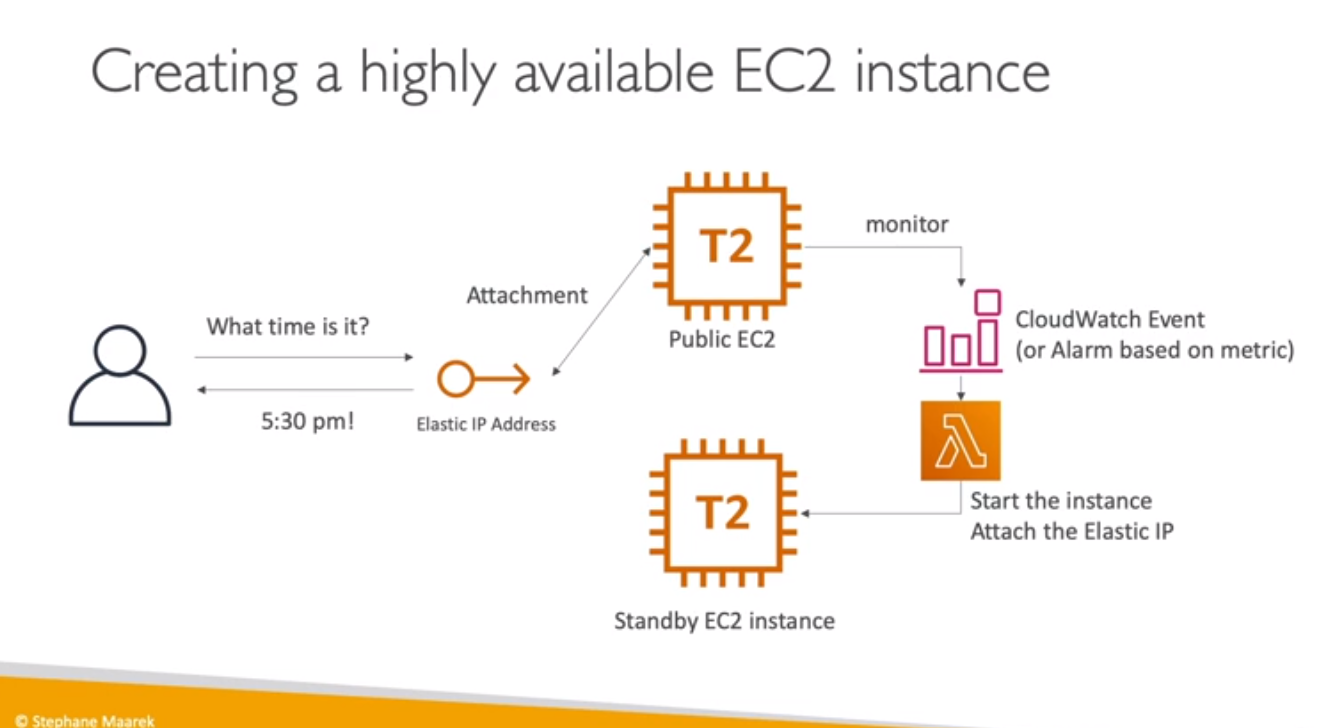 Creating a highly available EC2 instance
T2
monitor
Attachment
Public EC2
What time is it?
5:30 pm!
Elastic IP Address
CloudWatch Event
(or Alarm based on metric)
T2
Start the instance
Attach the Elastic IP
Standby EC2 instance
© Stephane Maarek